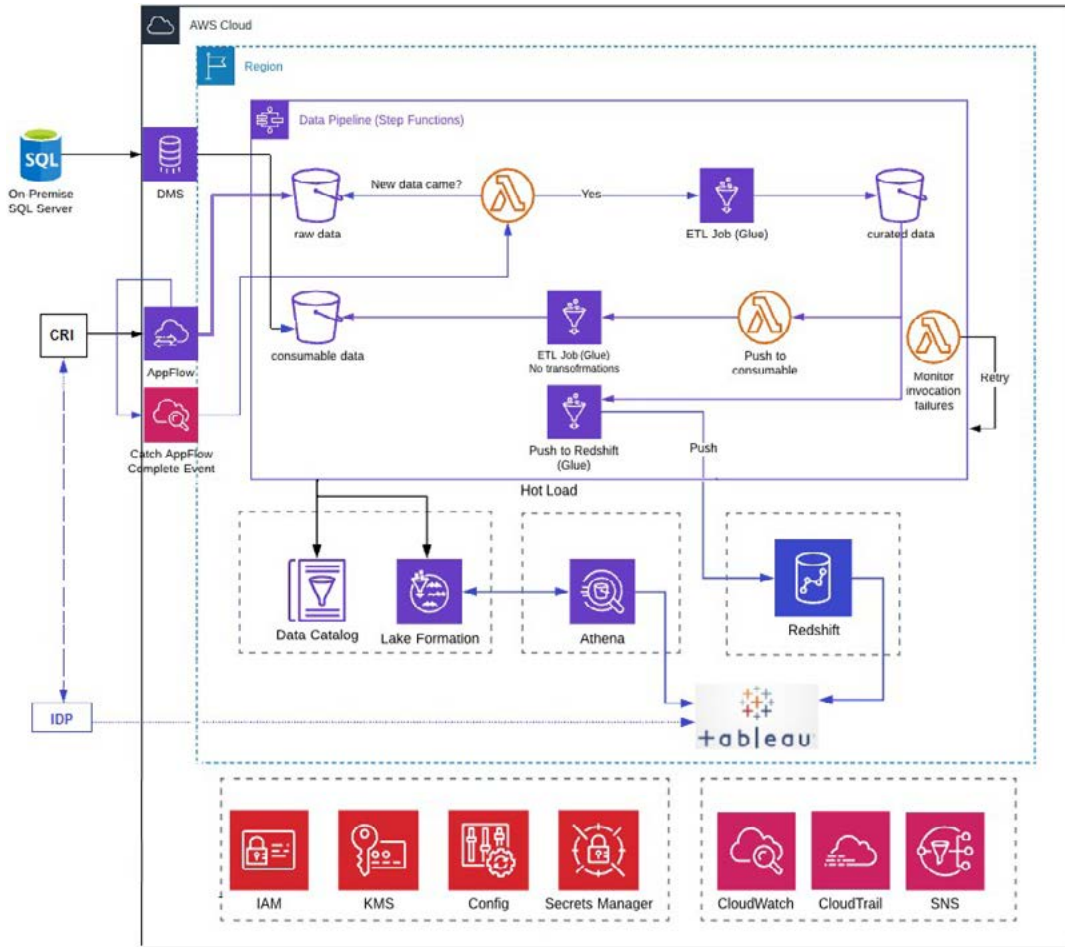 AWS Cloud
Region
Data Pipeline (Step Functions)
SQL
On-Premise
SQL Server
DMS
raw data
New data came?
Yes
ETL Job (Glue)
curated data
CRI
AppFlow
consumable data
ETL Job (Glue)
No transofrmations
Push to
consumable
Monitor
invocation
failures
Retry
Catch AppFlow
Complete Event
Push to Redshift
(Glue)
Push
Hot Load
Data Catalog
Lake Formation
Athena
Redshift
IDP
+ableau
IAM
KMS
Config
Secrets Manager
CloudWatch
CloudTrail
SNS